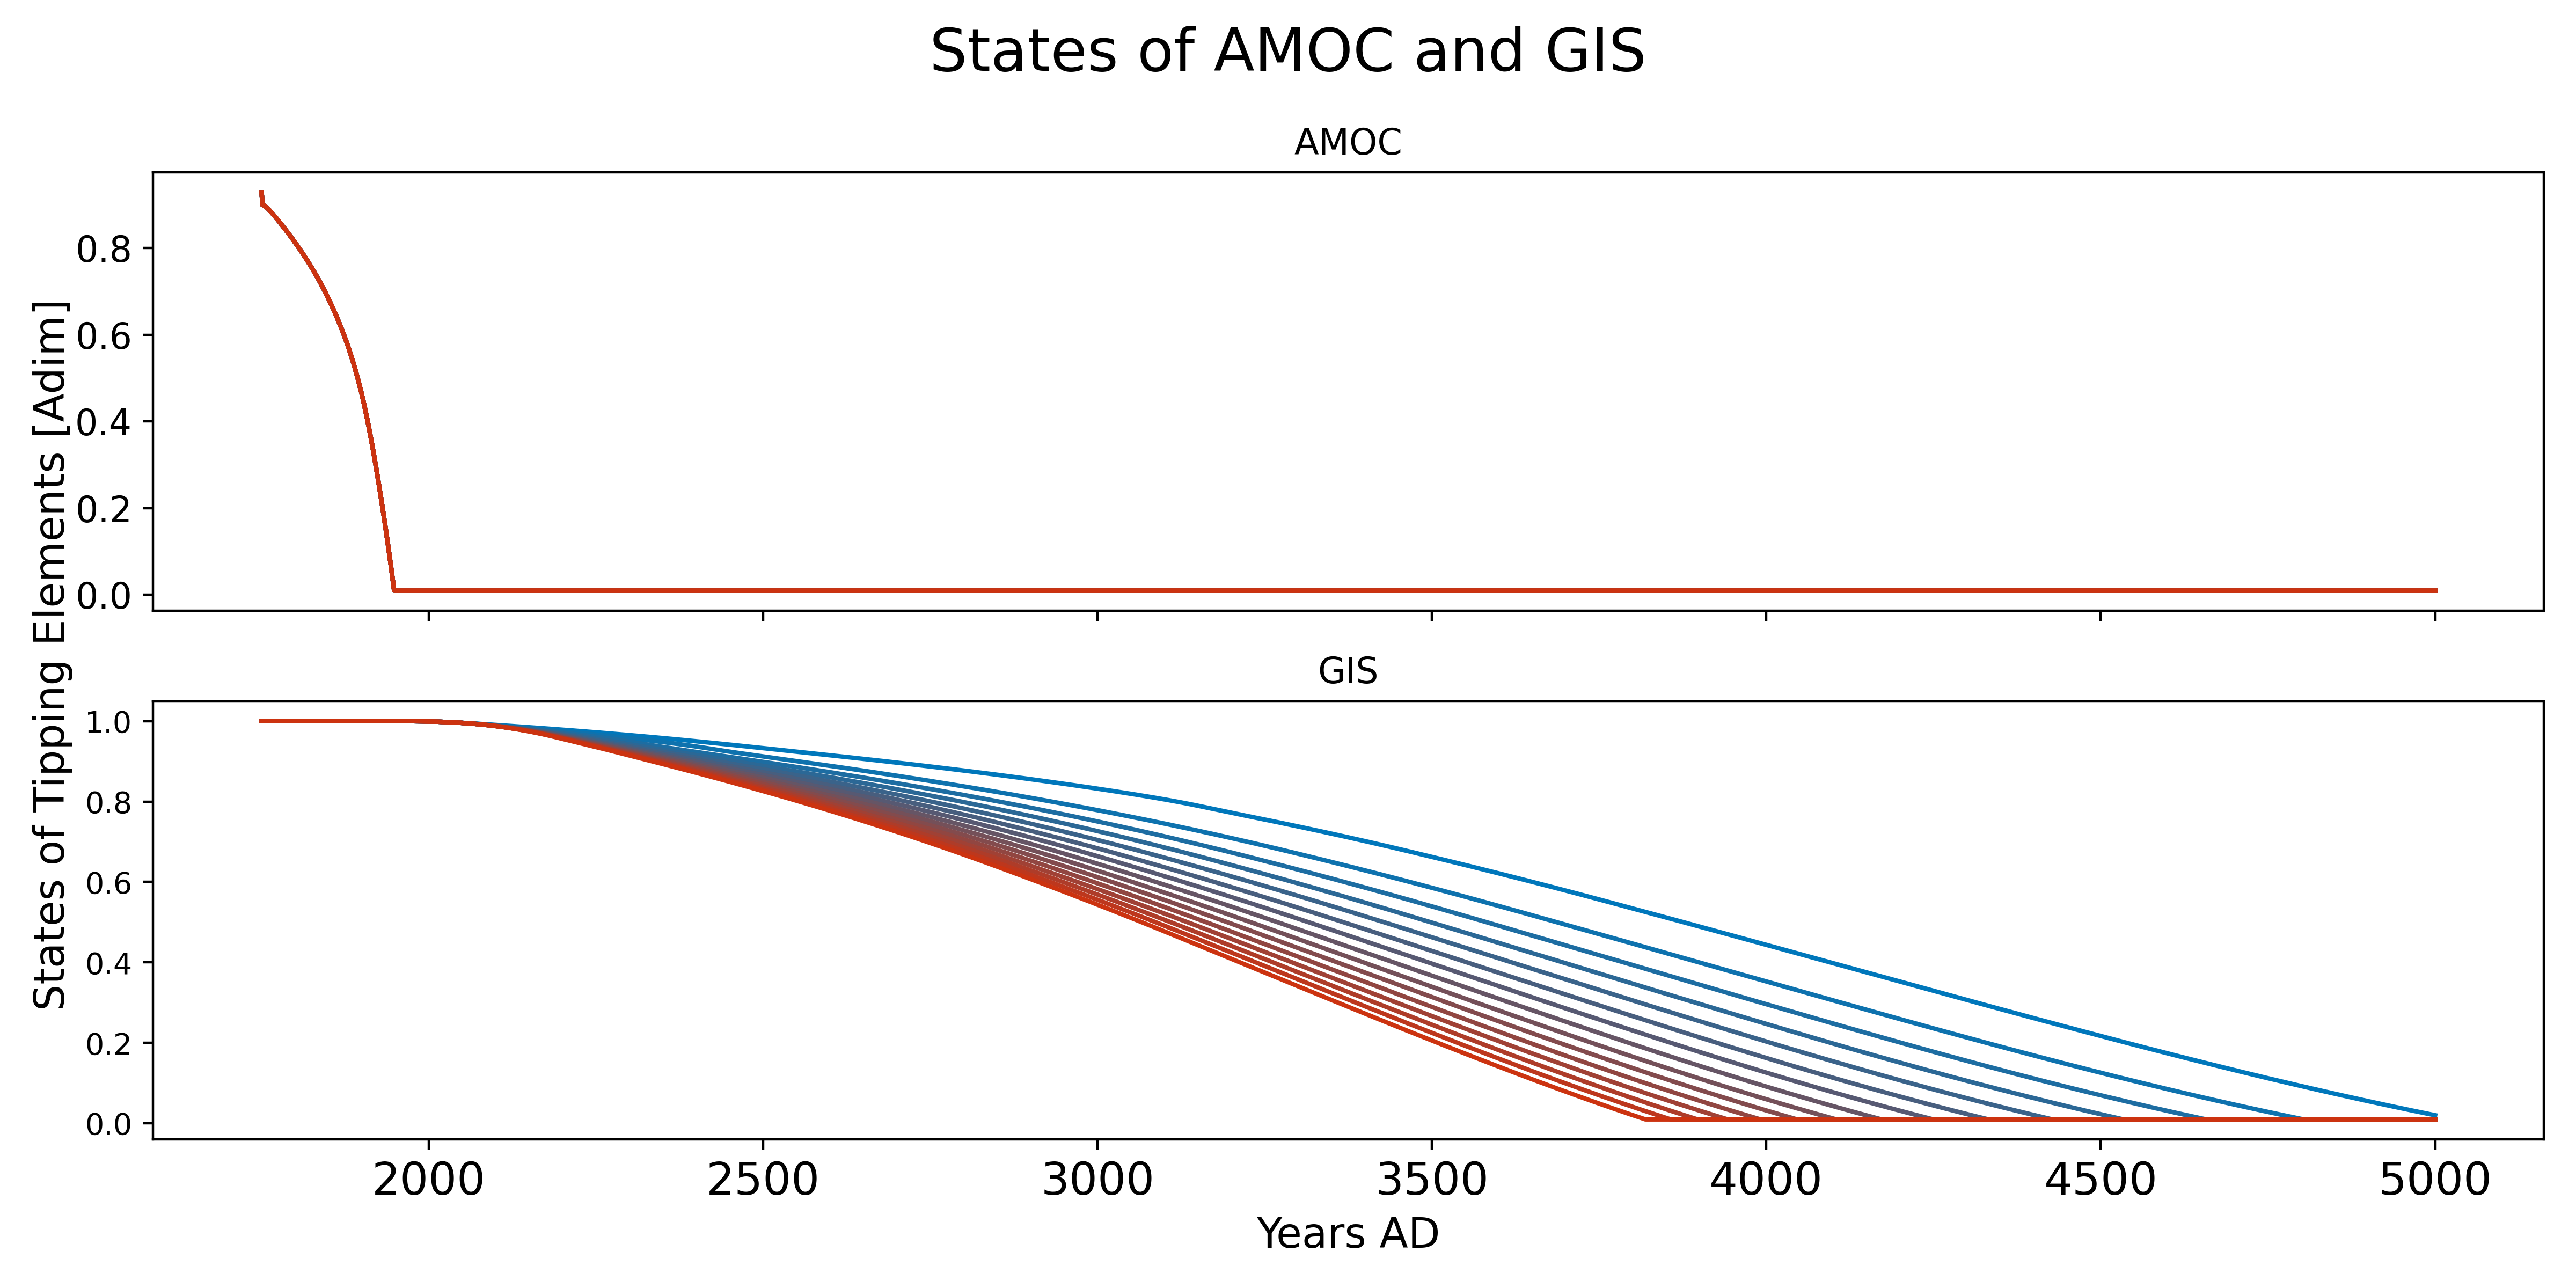 States of AMOC and GIS
AMOC
0.8
0.6
0.4
0.2
0.0
States of Tipping Elements [Adim]
GIS
1.0
0.8
0.6
0.4
0.2
0.0
2000 2500 3000 3500 4000 4500 5000
Years AD